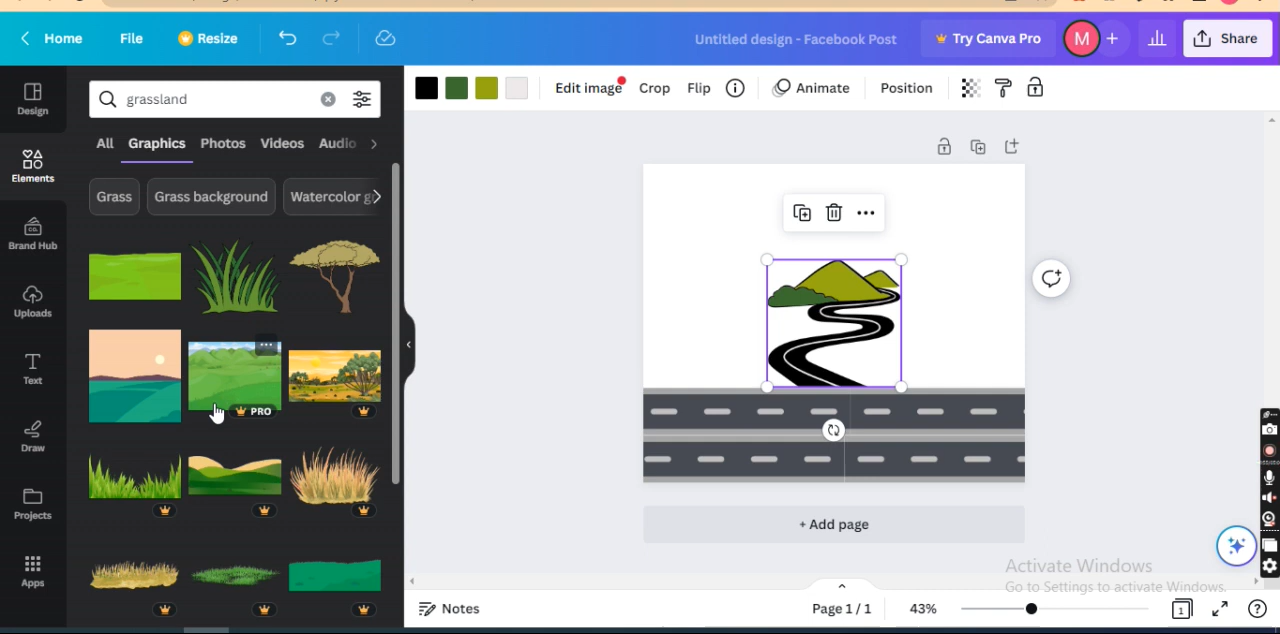 Home
File
Resize
Untitled design - Facebook Post
Try Canva Pro
M
Share
Design
Elements
Brand Hub
Uploads
Text
Draw
Projects
Apps
grassland
All
Graphics
Photos
Videos
Audio
Grass
Grass background
Watercolor g
PRO
Edit image
Crop
Flip
Animate
Position
+ Add page
Activate Windows
Go to Settings to activate Windows.
Notes
Page 1 / 1
43%
1